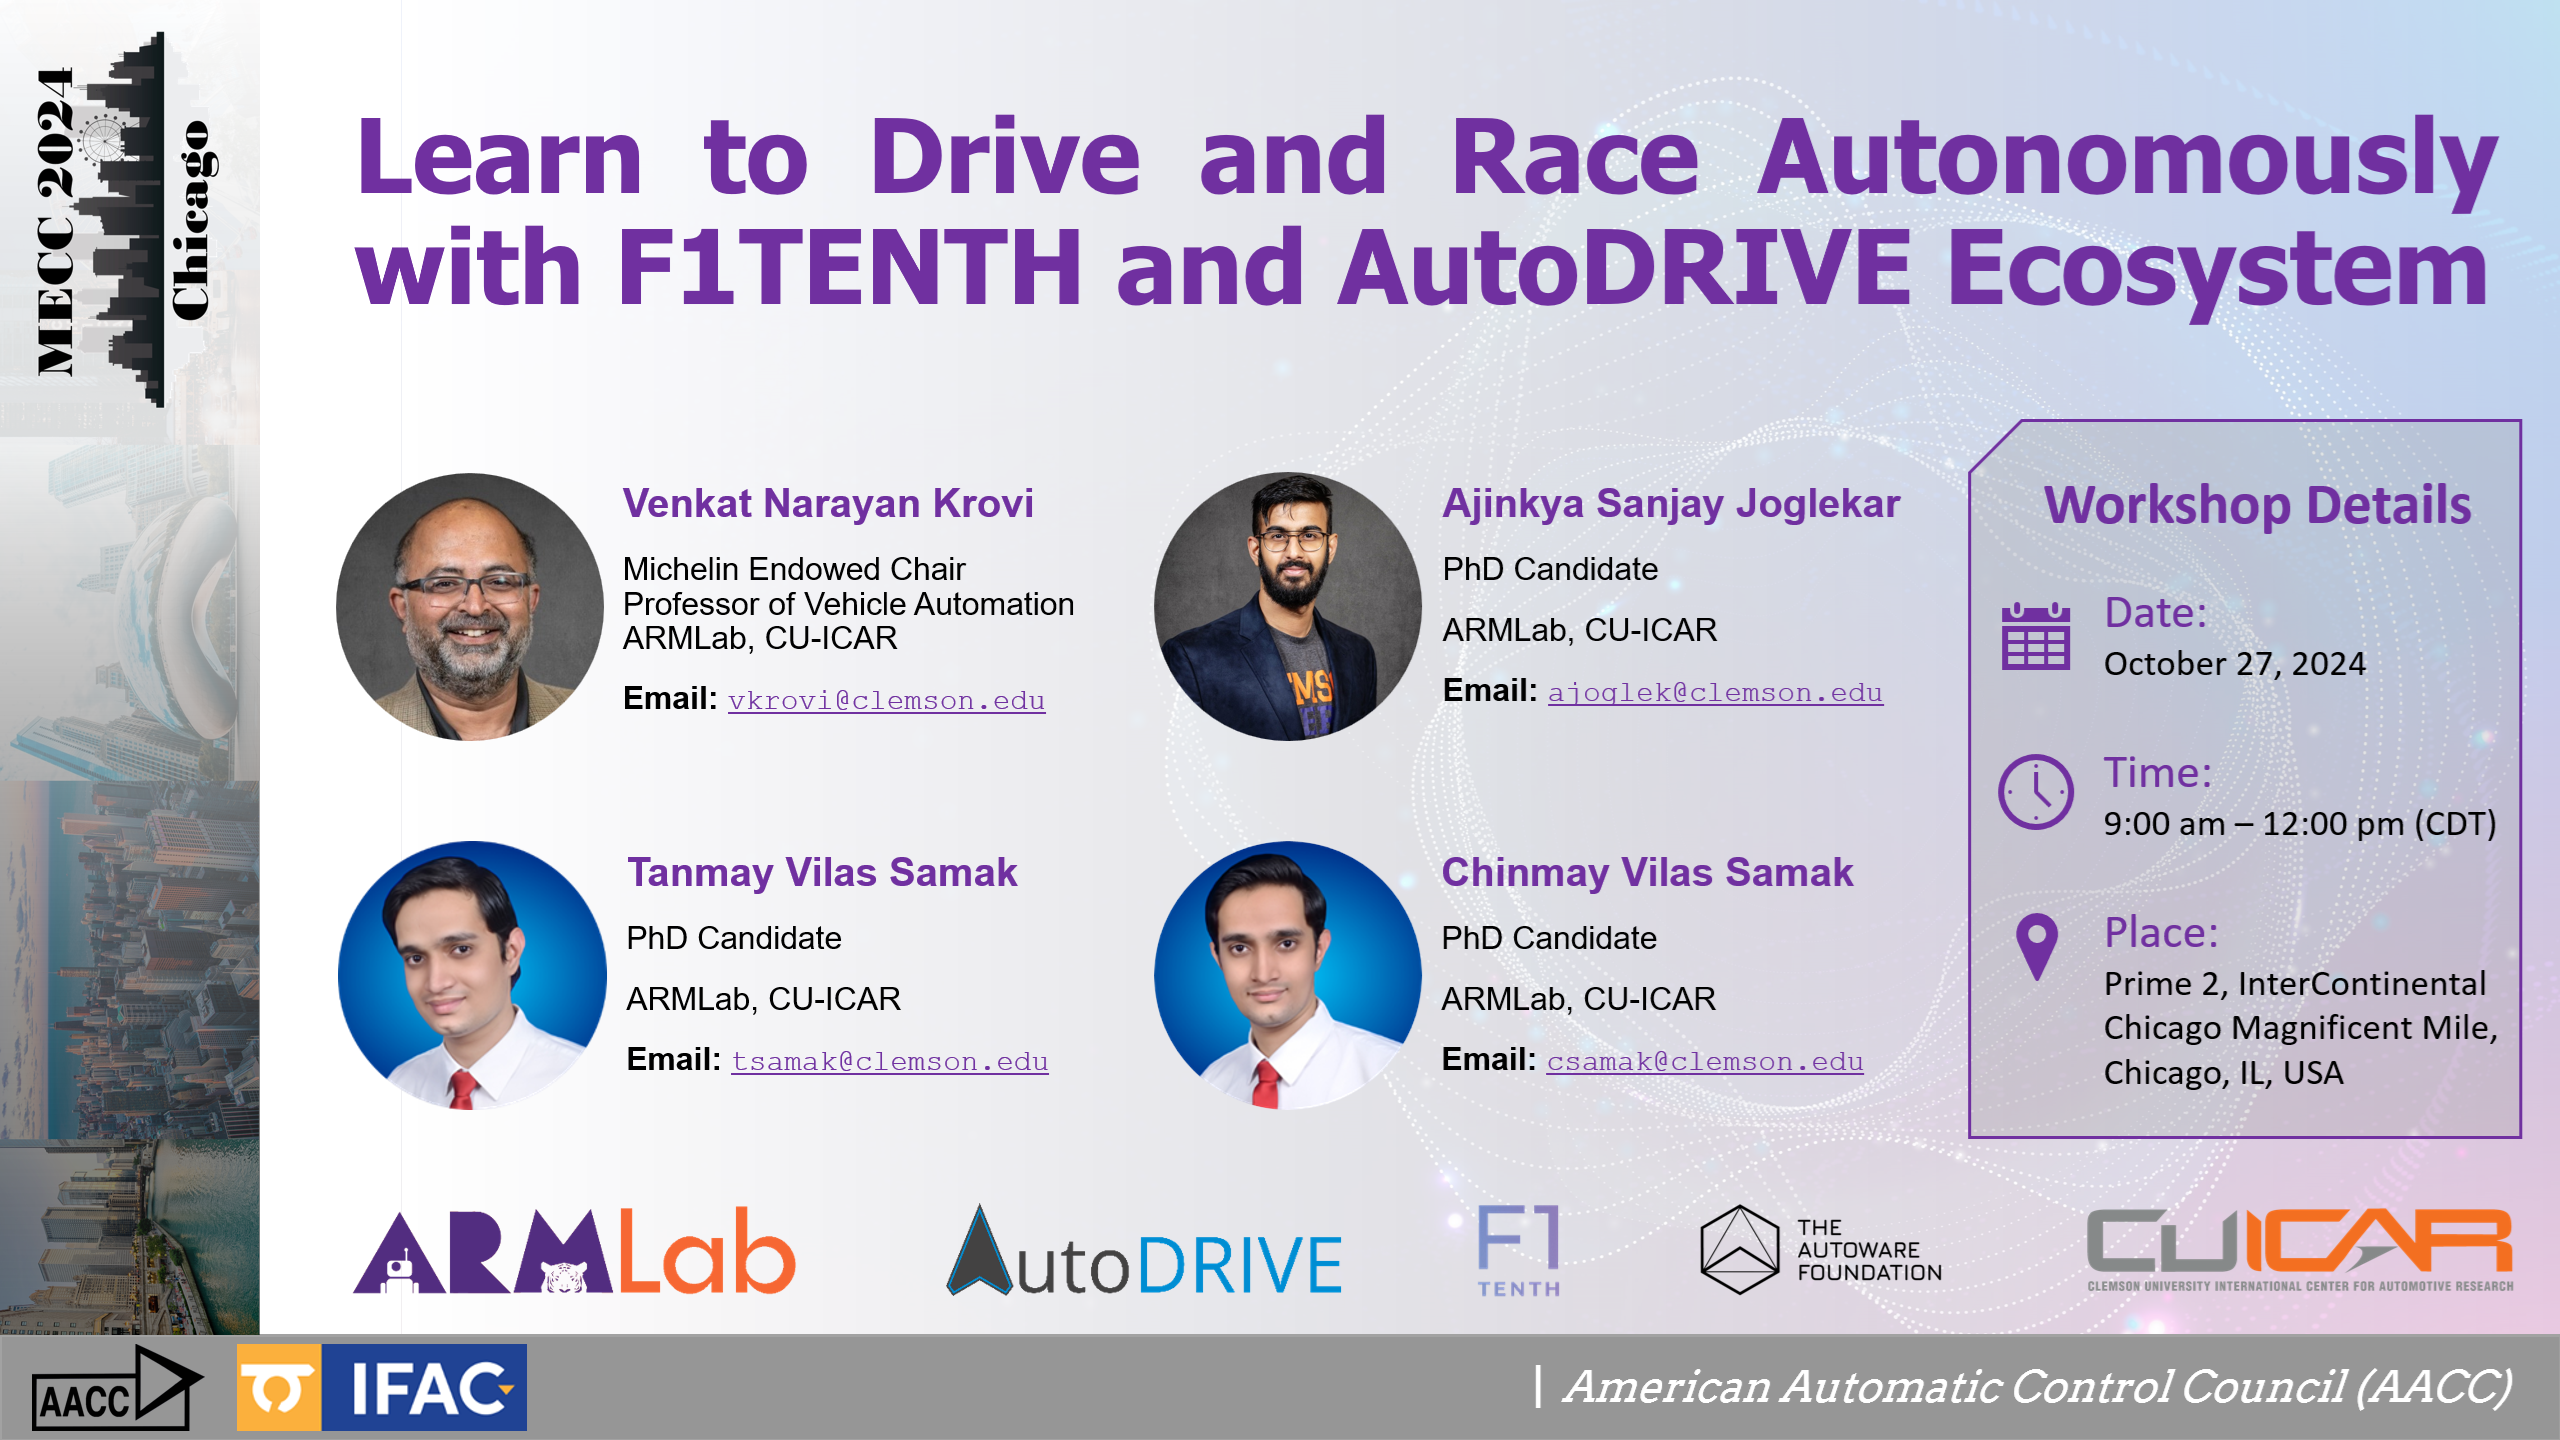 MECC 2024
Chicago
Learn to Drive and Race Autonomously
with F1TENTH and AutoDRIVE Ecosystem
Venkat Narayan Krovi
Michelin Endowed Chair
Professor of Vehicle Automation
ARMLab, CU-ICAR
Email: vkrovi@clemson.edu
Ajinkya Sanjay Joglekar
PhD Candidate
ARMLab, CU-ICAR
Email: ajoglek@clemson.edu
Tanmay Vilas Samak
PhD Candidate
ARMLab, CU-ICAR
Email: tsamak@clemson.edu
Chinmay Vilas Samak
PhD Candidate
ARMLab, CU-ICAR
Email: csamak@clemson.edu
Workshop Details
Date:
October 27, 2024
Time:
9:00 am – 12:00 pm (CDT)
Place:
Prime 2, InterContinental
Chicago Magnificent Mile,
Chicago, IL, USA
ARMLab
AutoDRIVE
F1
TENTH
THE
AUTOWARE
FOUNDATION
CUICAR
CLEMSON UNIVERSITY INTERNATIONAL CENTER FOR AUTOMOTIVE RESEARCH
AACC
IFAC
| American Automatic Control Council (AACC)